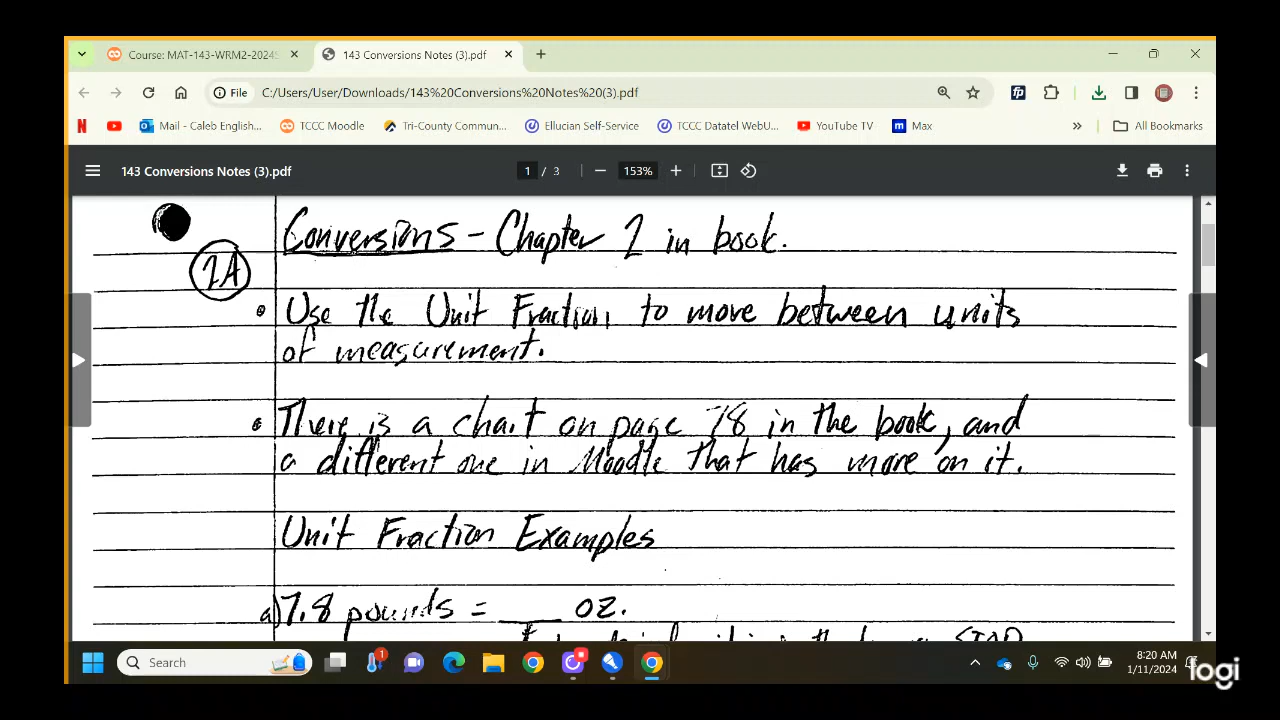 Course: MAT-143-WRM2-2024S
143 Conversions Notes (3).pdf
File C:/Users/User/Downloads/143%20Conversions%20Notes%20(3).pdf
Mail - Caleb English...
TCCC Moodle
Tri-County Commun...
Ellucian Self-Service
TCCC Datatel WebU...
YouTube TV
Max
All Bookmarks
143 Conversions Notes (3).pdf
1 / 3
153%
Conversions - Chapter 2 in book.
2A
Use the Unit Fraction to move between units
of measurement.
There is a chart on page 78 in the book, and
a different one in Moodle that has more on it.
Unit Fraction Examples
a) 7.8 pounds = ___ oz.
Search
8:20 AM
1/11/2024
logi